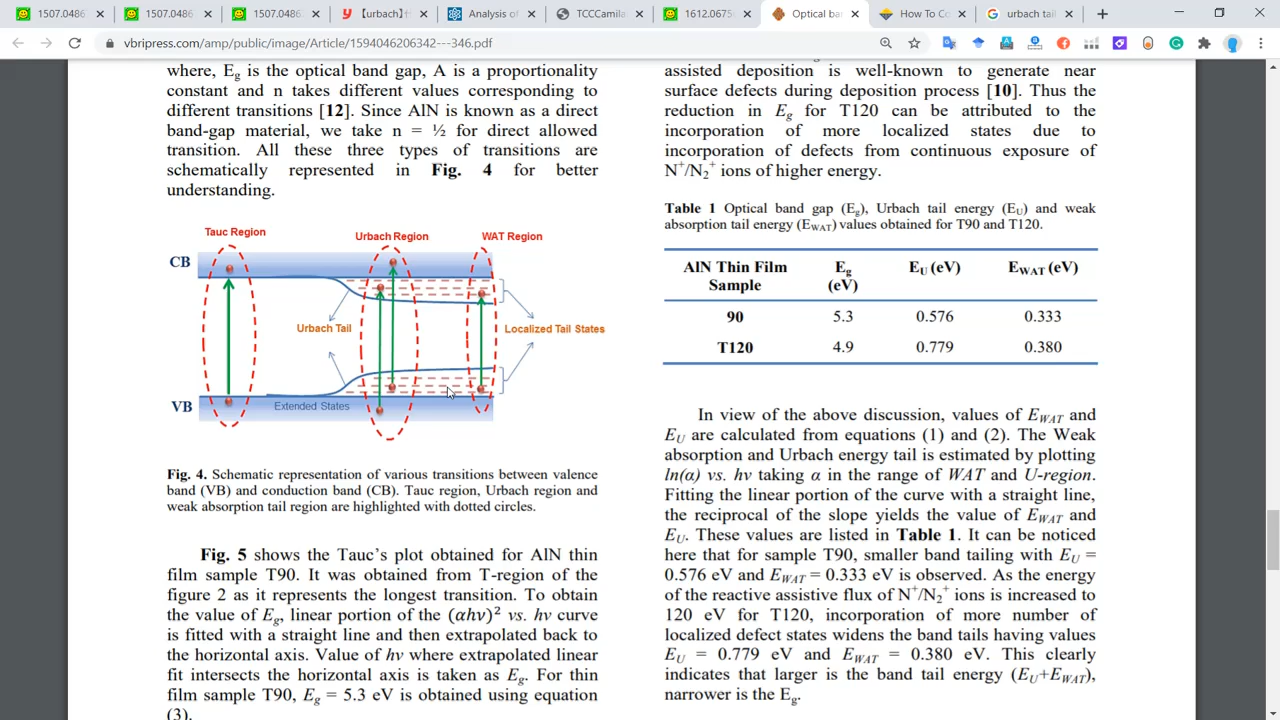 1507.0486
1507.0486
1507.0486
【urbach】
Analysis of
TCCCamila
1612.0675
Optical ba
How To Co
urbach tail
vbripress.com/amp/public/image/Article/1594046206342---346.pdf
where, Eg is the optical band gap, A is a proportionality
constant and n takes different values corresponding to
different transitions [12]. Since AlN is known as a direct
band-gap material, we take n = ½ for direct allowed
transition. All these three types of transitions are
schematically represented in Fig. 4 for better
understanding.
Tauc Region
Urbach Region
WAT Region
CB
Urbach Tail
Localized Tail States
VB
Extended States
Fig. 4. Schematic representation of various transitions between valence
band (VB) and conduction band (CB). Tauc region, Urbach region and
weak absorption tail region are highlighted with dotted circles.
Fig. 5 shows the Tauc's plot obtained for AlN thin
film sample T90. It was obtained from T-region of the
figure 2 as it represents the longest transition. To obtain
the value of Eg, linear portion of the (αhν)² vs. hν curve
is fitted with a straight line and then extrapolated back to
the horizontal axis. Value of hν where extrapolated linear
fit intersects the horizontal axis is taken as Eg. For thin
film sample T90, Eg = 5.3 eV is obtained using equation
(3).
assisted deposition is well-known to generate near
surface defects during deposition process [10]. Thus the
reduction in Eg for T120 can be attributed to the
incorporation of more localized states due to
incorporation of defects from continuous exposure of
N⁺/N₂⁺ ions of higher energy.
Table 1 Optical band gap (Eg), Urbach tail energy (EU) and weak
absorption tail energy (EWAT) values obtained for T90 and T120.
AlN Thin Film Sample Eg (eV) EU (eV) EWAT (eV)
90 5.3 0.576 0.333
T120 4.9 0.779 0.380
In view of the above discussion, values of EWAT and
EU are calculated from equations (1) and (2). The Weak
absorption and Urbach energy tail is estimated by plotting
ln(α) vs. hν taking α in the range of WAT and U-region.
Fitting the linear portion of the curve with a straight line,
the reciprocal of the slope yields the value of EWAT and
EU. These values are listed in Table 1. It can be noticed
here that for sample T90, smaller band tailing with EU =
0.576 eV and EWAT = 0.333 eV is observed. As the energy
of the reactive assistive flux of N⁺/N₂⁺ ions is increased to
120 eV for T120, incorporation of more number of
localized defect states widens the band tails having values
EU = 0.779 eV and EWAT = 0.380 eV. This clearly
indicates that larger is the band tail energy (EU+EWAT),
narrower is the Eg.